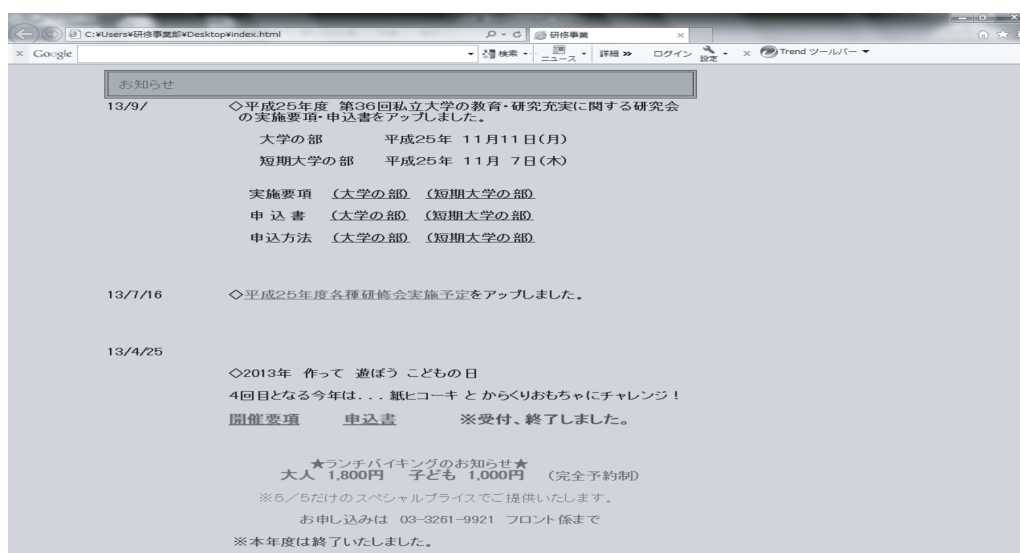 C:¥Users¥研修事業部¥Desktop¥index.html
研修事業
×
× Google
検索
ニュース
詳細 »
ログイン
設定
× Trend ツールバー
お知らせ
13/9/ ◇平成25年度 第36回私立大学の教育・研究充実に関する研究会
の実施要項・申込書をアップしました。
大学の部 平成25年 11月11日(月)
短期大学の部 平成25年 11月 7日(木)
実施要項 (大学の部) (短期大学の部)
申 込 書 (大学の部) (短期大学の部)
申込方法 (大学の部) (短期大学の部)
13/7/16 ◇平成25年度各種研修会実施予定をアップしました。
13/4/25
◇2013年 作って 遊ぼう こどもの日
4回目となる今年は...紙ヒコーキ と からくりおもちゃにチャレンジ!
開催要項 申込書 ※受付、終了しました。
★ランチバイキングのお知らせ★
大人 1,800円 子ども 1,000円 (完全予約制)
※5/5だけのスペシャルプライスでご提供いたします。
お申し込みは 03-3261-9921 フロント係まで
※本年度は終了いたしました。